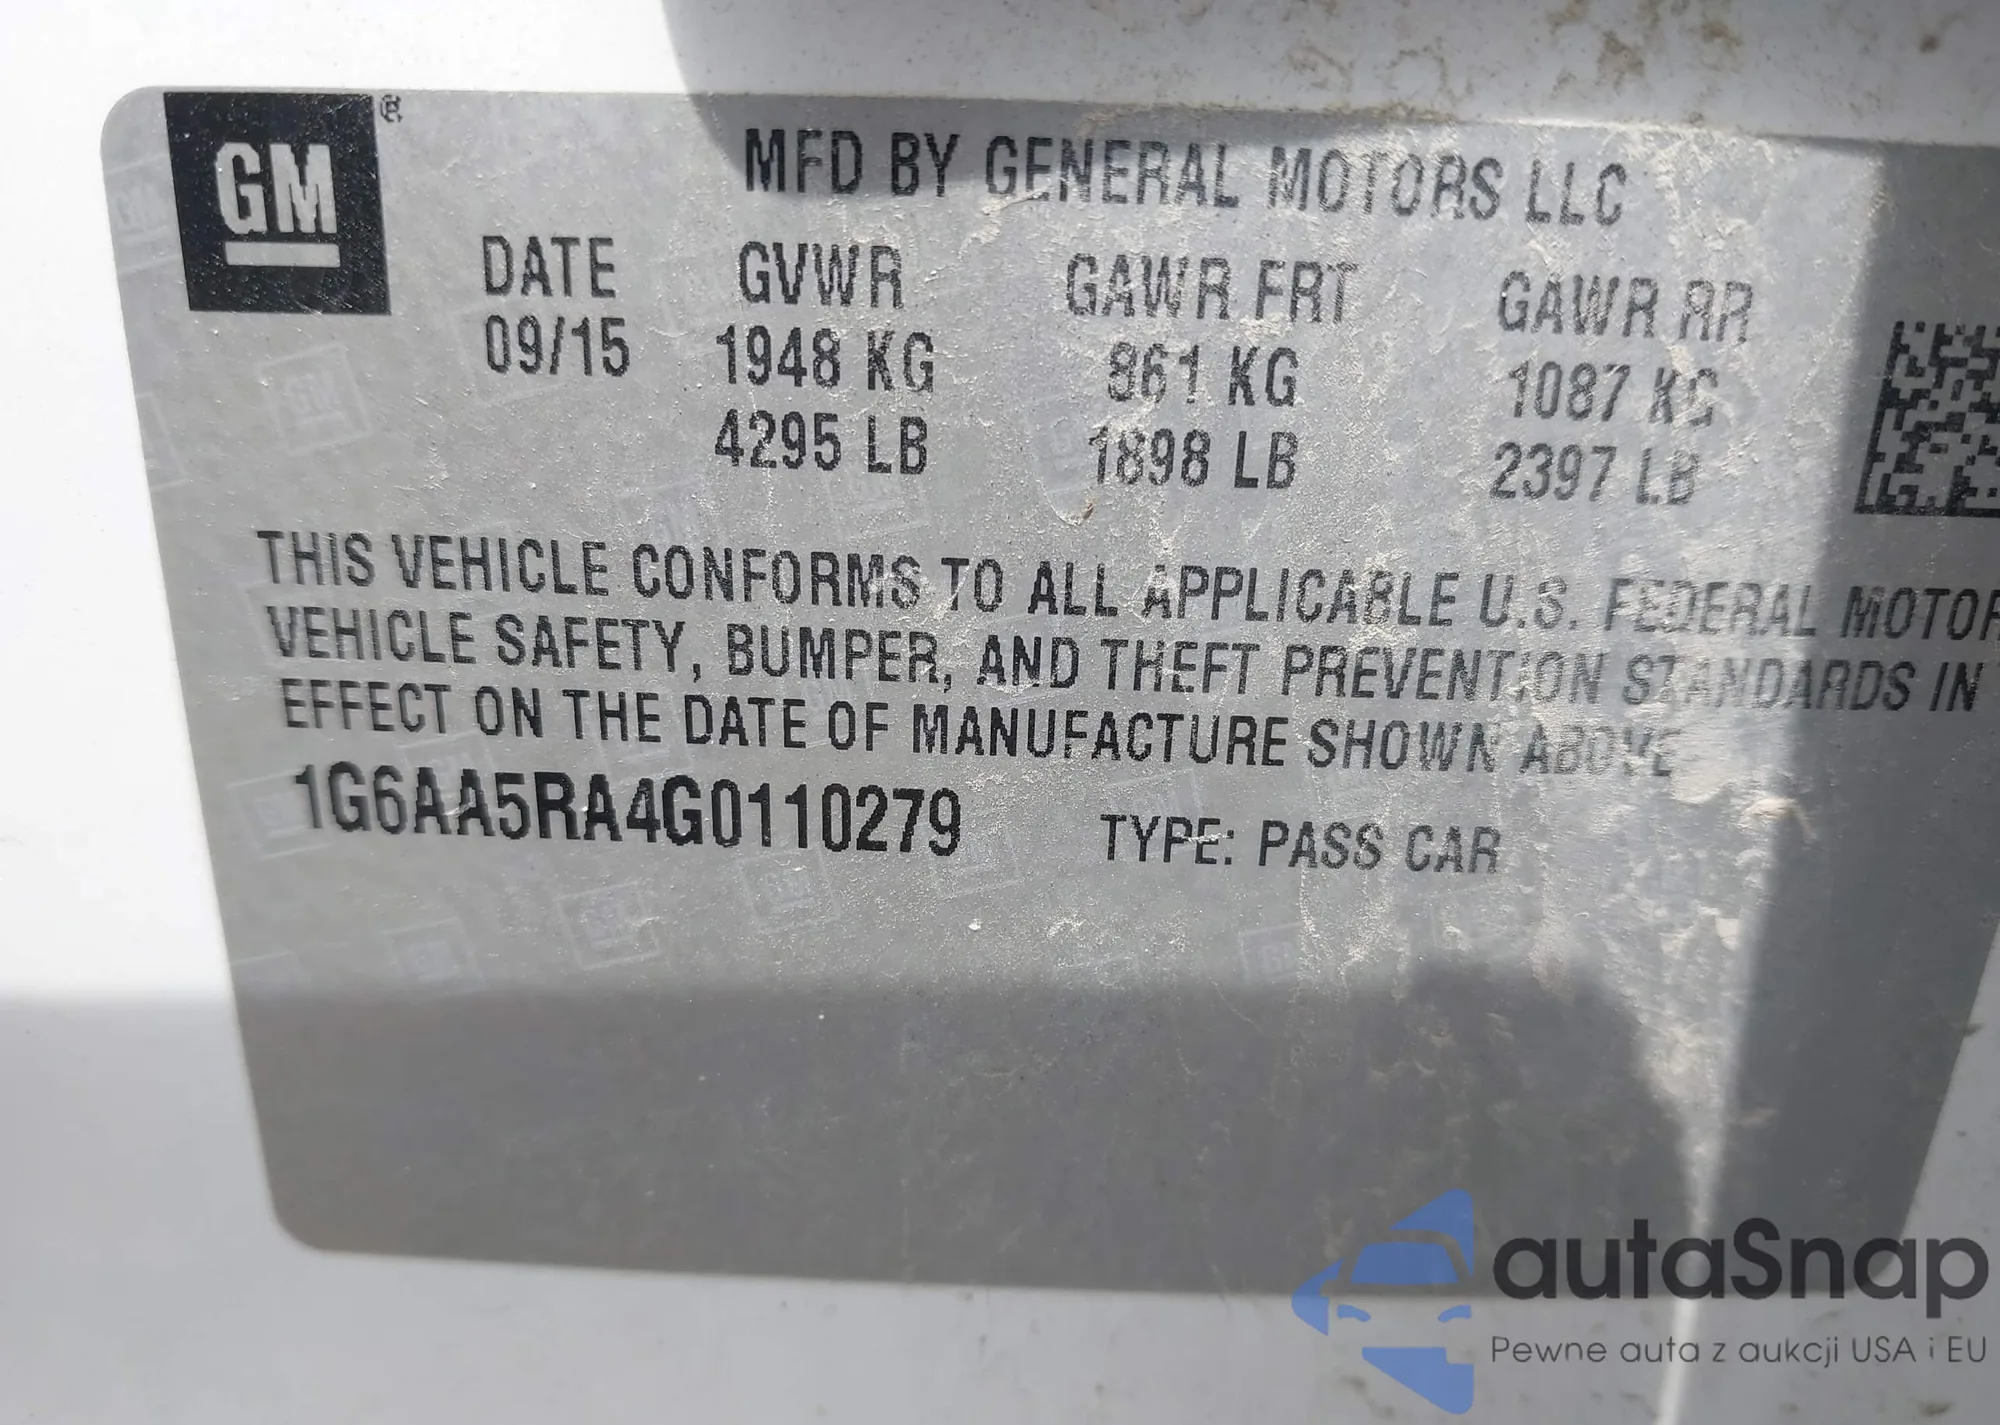 GM ®
MFD BY GENERAL MOTORS LLC
DATE GVWR GAWR FRT GAWR RR
09/15 1948 KG 861 KG 1087 KG
4295 LB 1898 LB 2397 LB
THIS VEHICLE CONFORMS TO ALL APPLICABLE U.S. FEDERAL MOTOR
VEHICLE SAFETY, BUMPER, AND THEFT PREVENTION STANDARDS IN
EFFECT ON THE DATE OF MANUFACTURE SHOWN ABOVE
1G6AA5RA4G0110279 TYPE: PASS CAR
autaSnap
Pewne auta z aukcji USA i EU